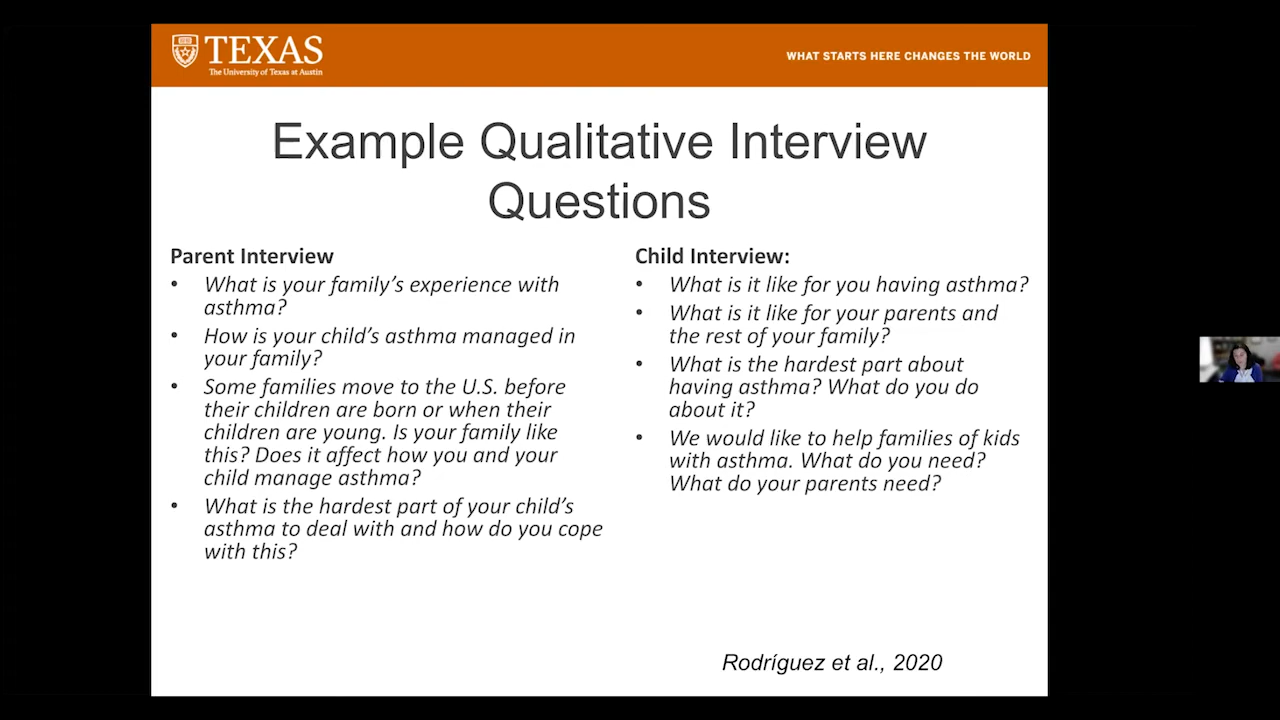 TEXAS
The University of Texas at Austin
WHAT STARTS HERE CHANGES THE WORLD
Example Qualitative Interview
Questions
Parent Interview
• What is your family’s experience with
asthma?
• How is your child’s asthma managed in
your family?
• Some families move to the U.S. before
their children are born or when their
children are young. Is your family like
this? Does it affect how you and your
child manage asthma?
• What is the hardest part of your child’s
asthma to deal with and how do you cope
with this?
Child Interview:
• What is it like for you having asthma?
• What is it like for your parents and
the rest of your family?
• What is the hardest part about
having asthma? What do you do
about it?
• We would like to help families of kids
with asthma. What do you need?
What do your parents need?
Rodríguez et al., 2020